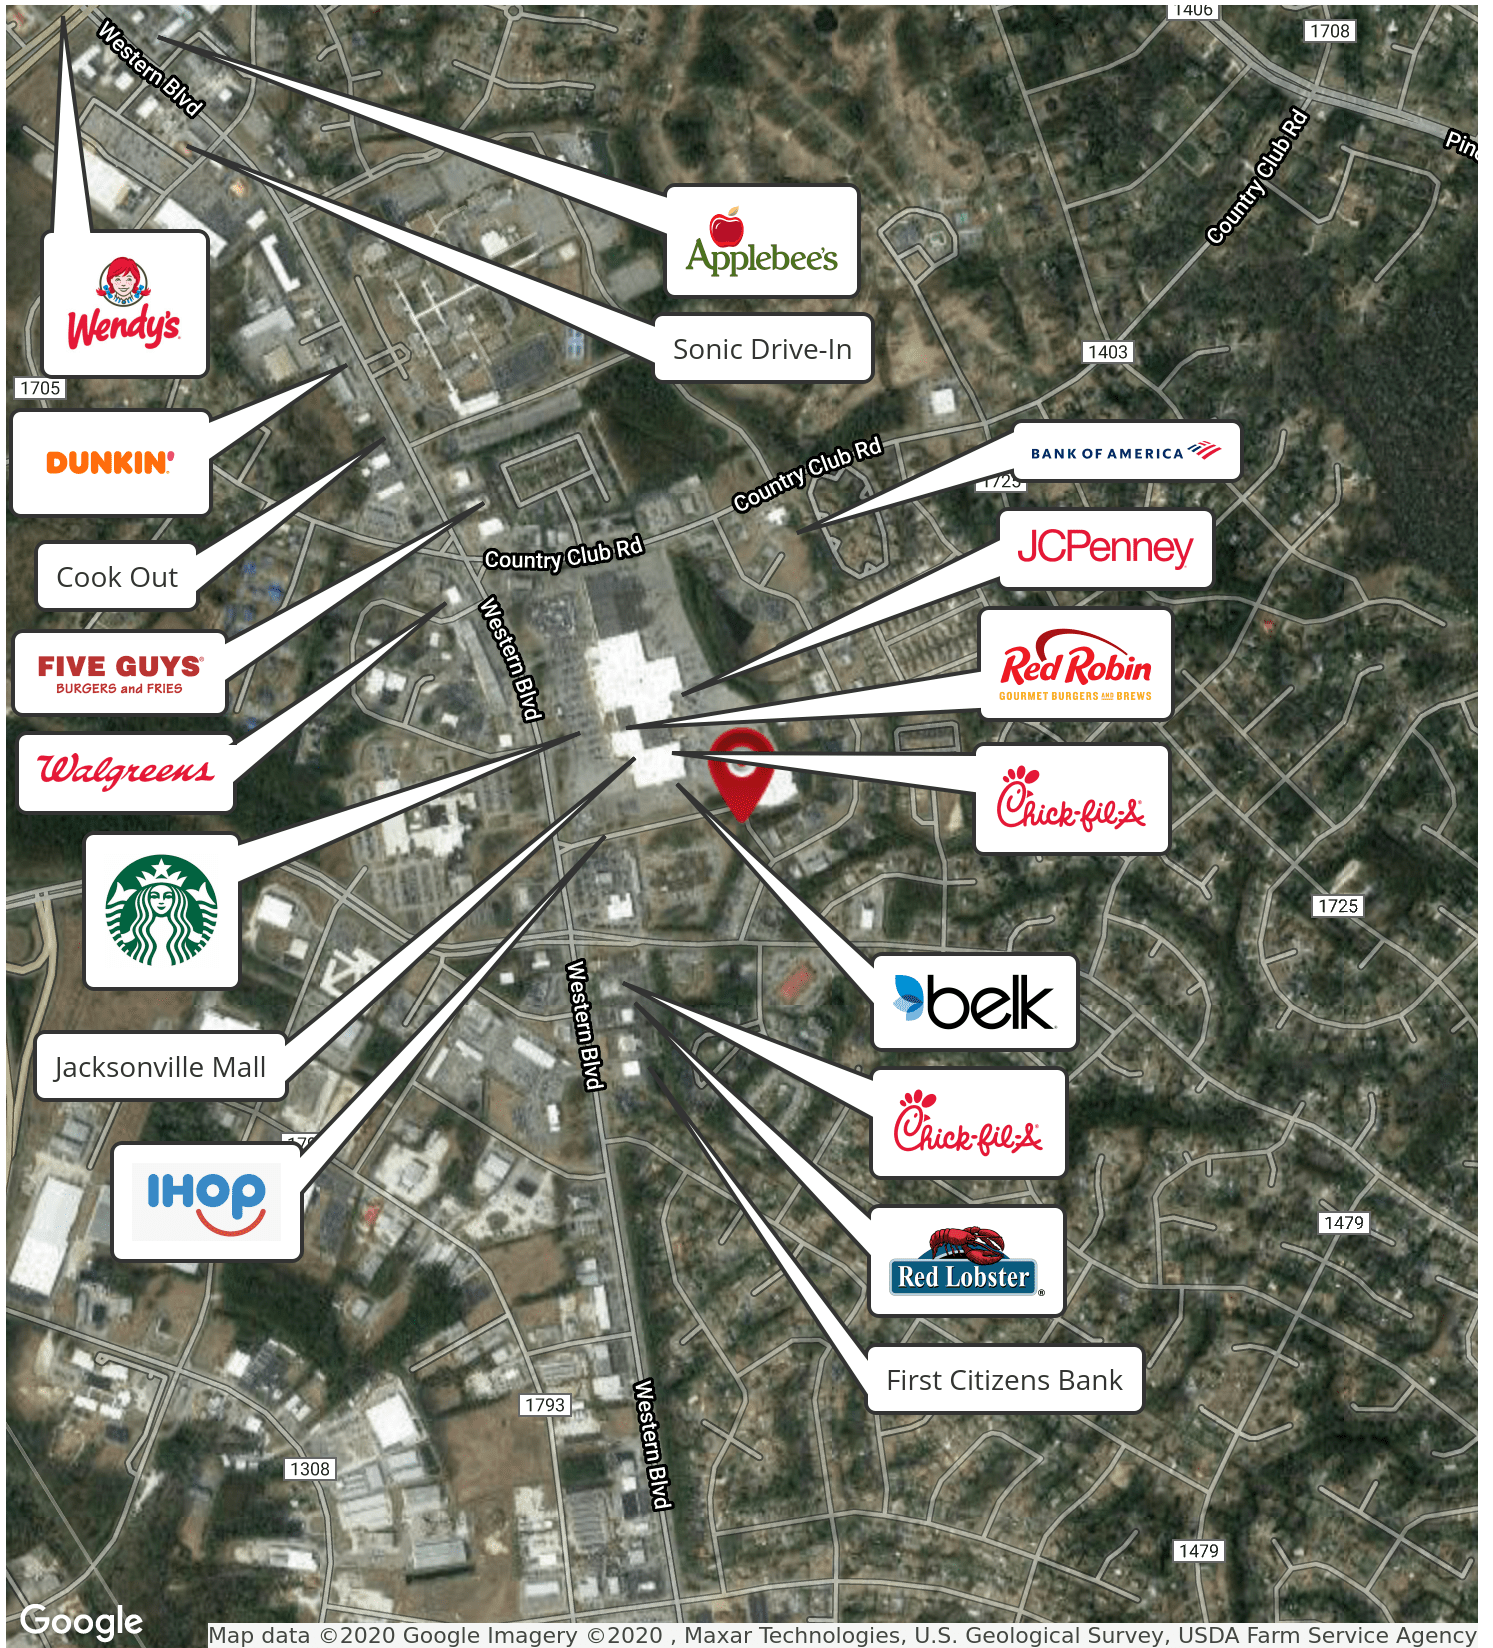 1406
1708
Western Blvd
Country Club Rd
Applebee's
Wendy's
Sonic Drive-In
1403
1705
DUNKIN'
Country Club Rd
BANK OF AMERICA
1725
JCPenney
Country Club Rd
Cook Out
Western Blvd
FIVE GUYS
BURGERS and FRIES
Red Robin
GOURMET BURGERS AND BREWS
Walgreens
Chick-fil-A
1725
belk
Western Blvd
Jacksonville Mall
Chick-fil-A
IHOP
1479
Red Lobster®
First Citizens Bank
1793
Western Blvd
1308
1479
Google
Map data ©2020 Google Imagery ©2020 , Maxar Technologies, U.S. Geological Survey, USDA Farm Service Agency